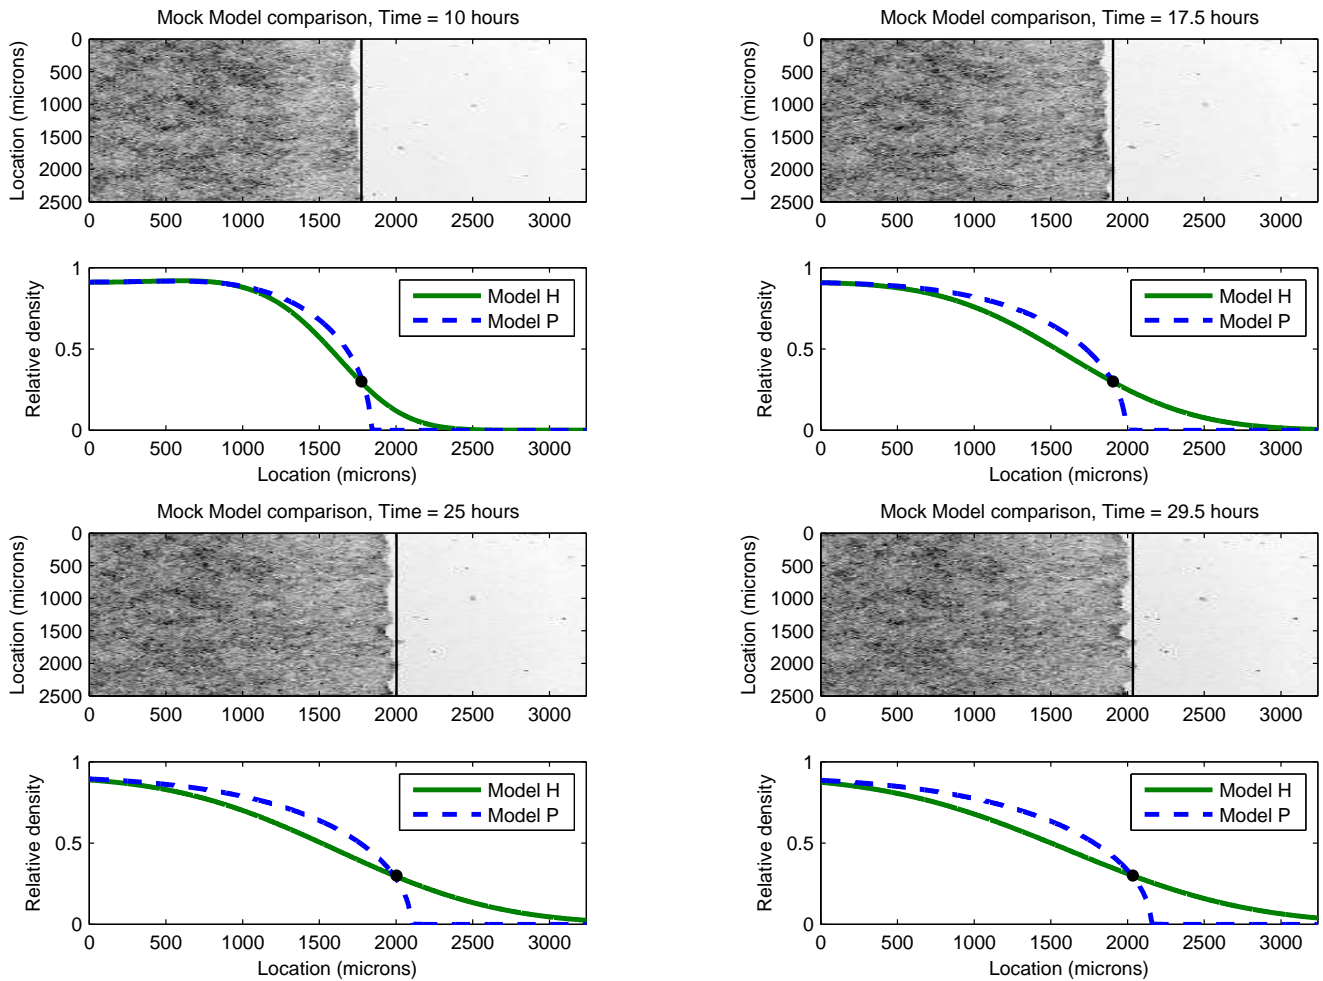 Mock Model comparison, Time = 10 hours
Location (microns)
0
500
1000
1500
2000
2500
0 500 1000 1500 2000 2500 3000
Relative density
1
0.5
0
Model H
Model P
0 500 1000 1500 2000 2500 3000
Location (microns)
Mock Model comparison, Time = 17.5 hours
Location (microns)
0
500
1000
1500
2000
2500
0 500 1000 1500 2000 2500 3000
Relative density
1
0.5
0
Model H
Model P
0 500 1000 1500 2000 2500 3000
Location (microns)
Mock Model comparison, Time = 25 hours
Location (microns)
0
500
1000
1500
2000
2500
0 500 1000 1500 2000 2500 3000
Relative density
1
0.5
0
Model H
Model P
0 500 1000 1500 2000 2500 3000
Location (microns)
Mock Model comparison, Time = 29.5 hours
Location (microns)
0
500
1000
1500
2000
2500
0 500 1000 1500 2000 2500 3000
Relative density
1
0.5
0
Model H
Model P
0 500 1000 1500 2000 2500 3000
Location (microns)